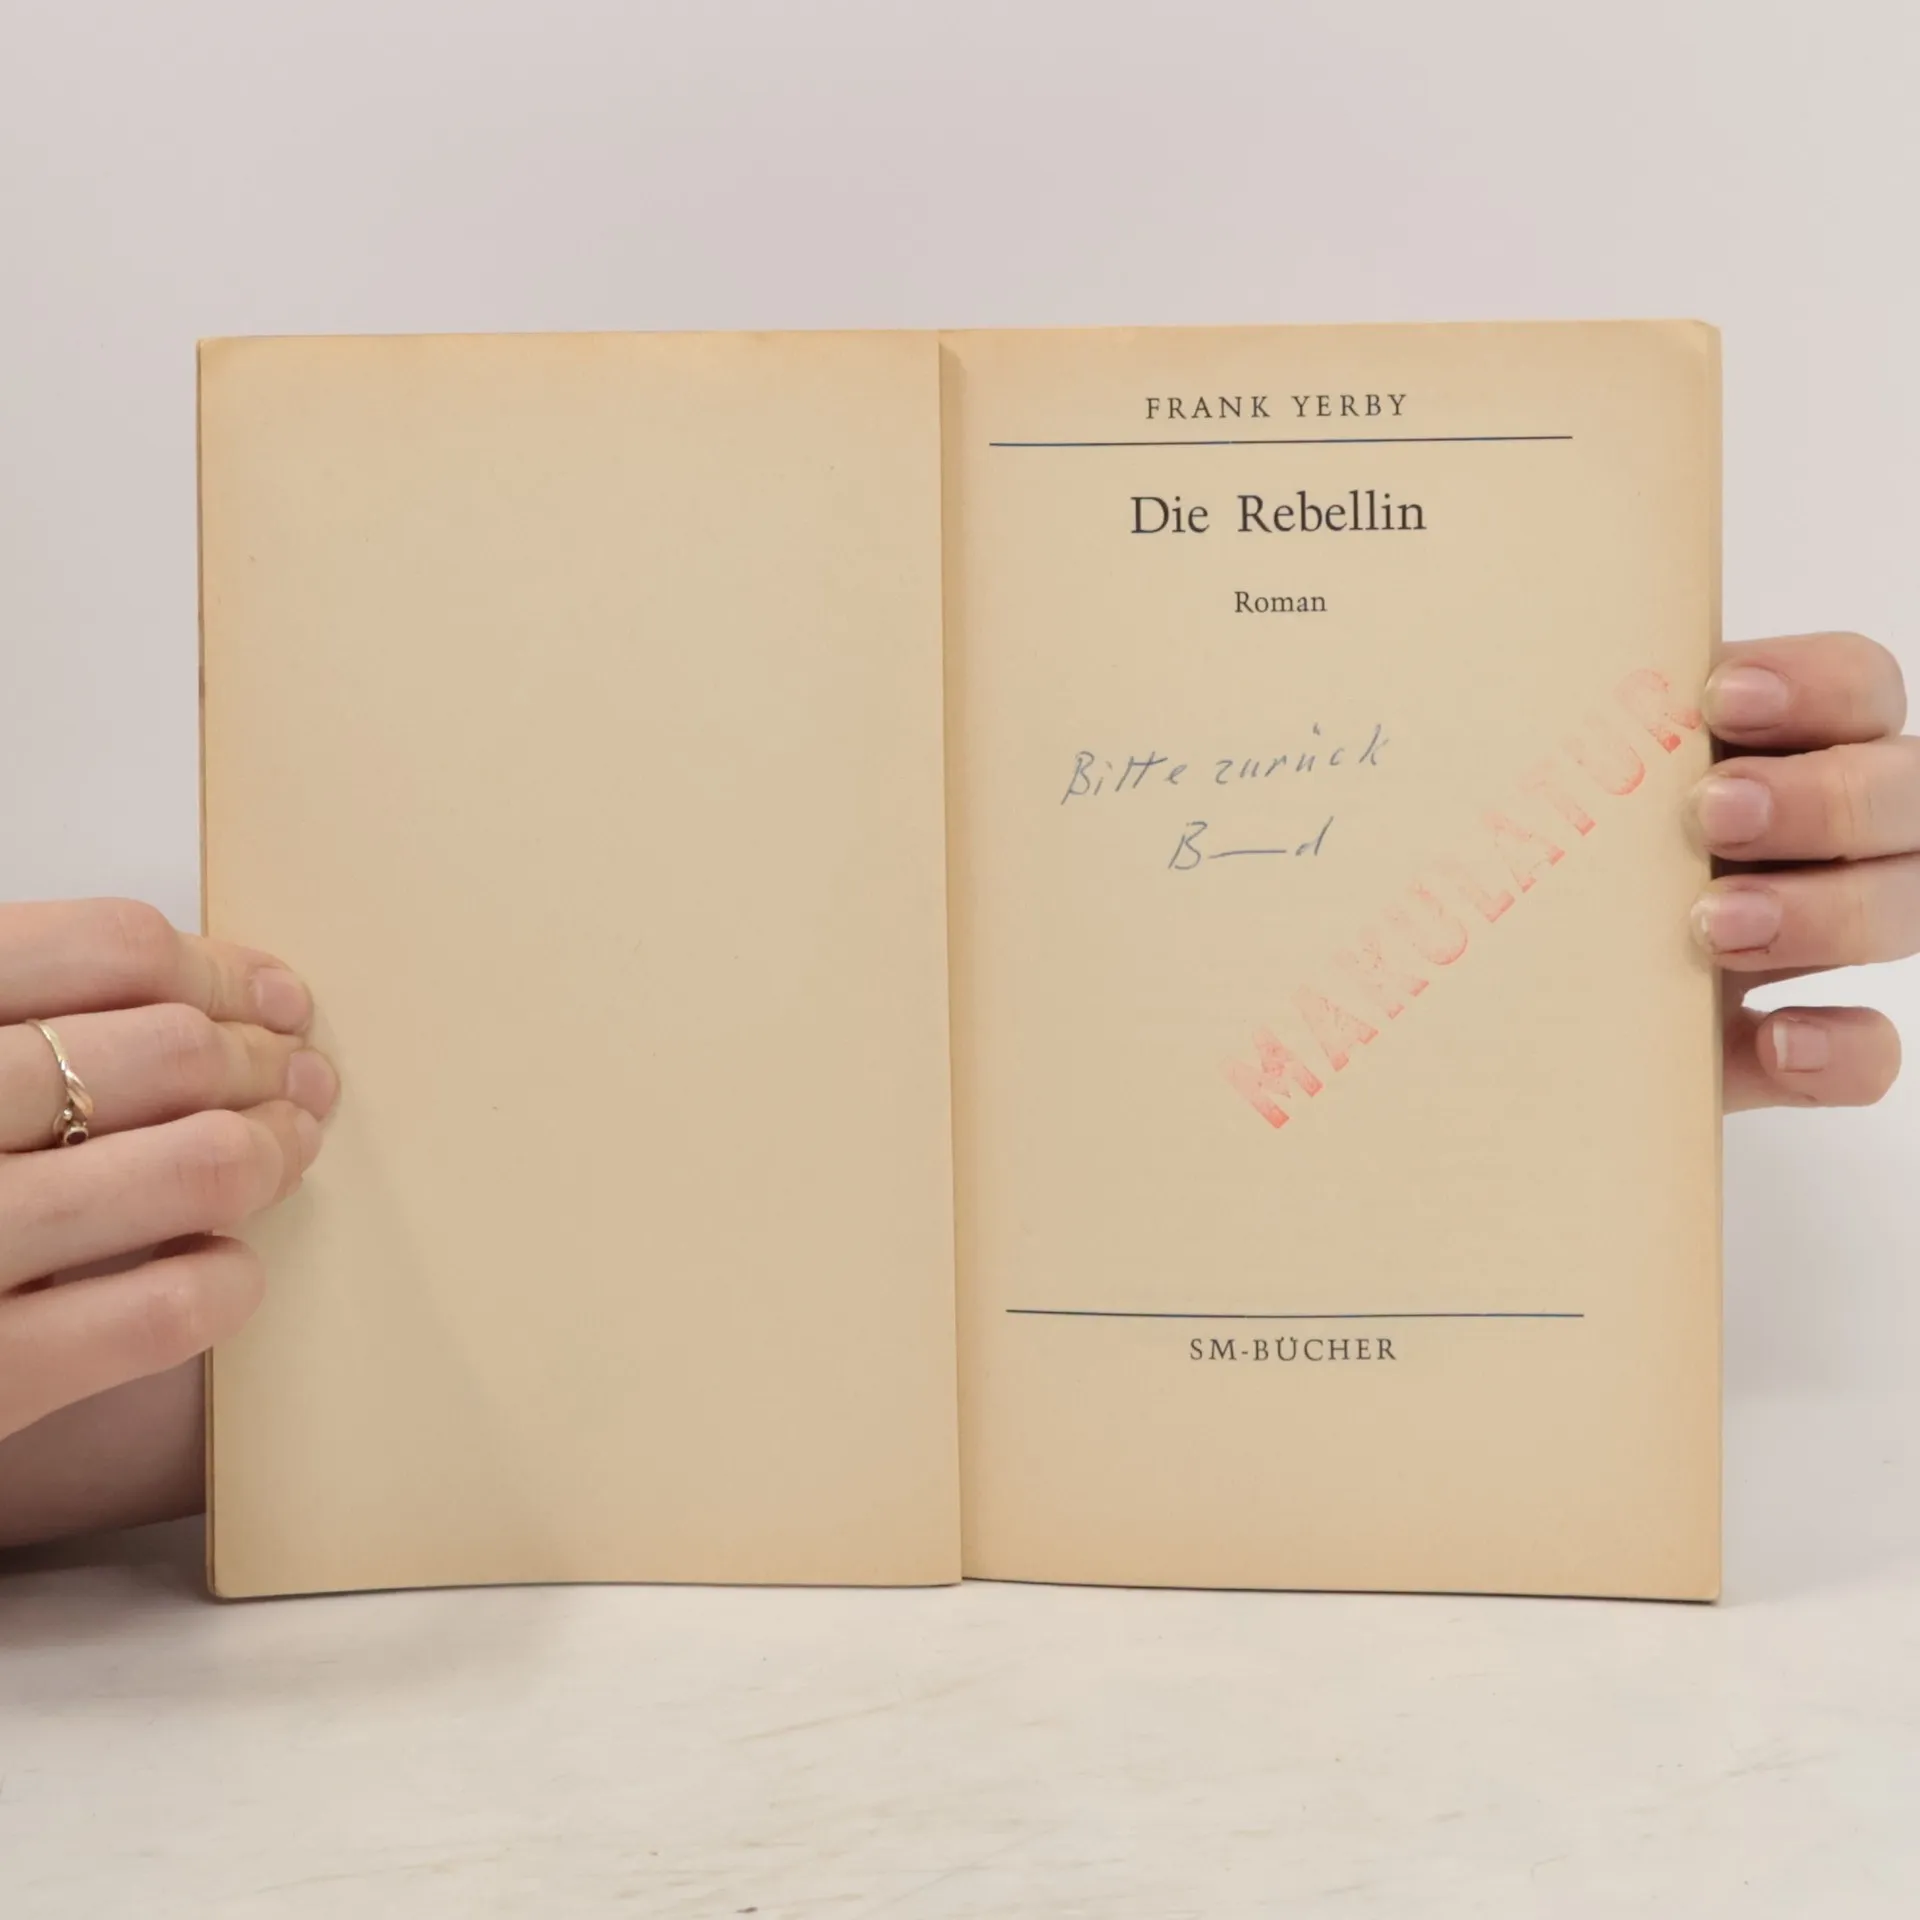 FRANK YERBY
Die Rebellin
Roman
Bitte zurück
B—d
MAKULATUR
SM-BÜCHER